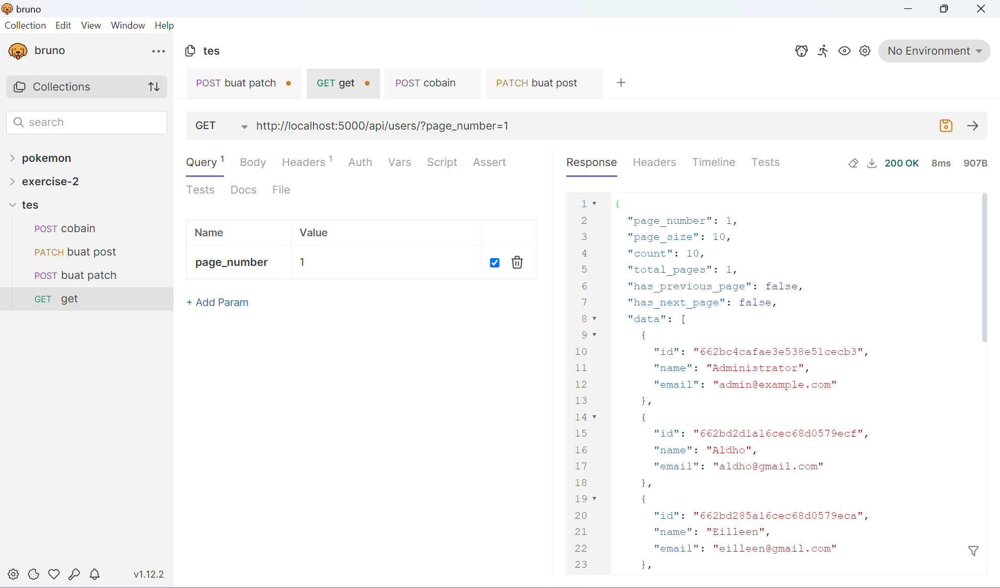 bruno
Collection Edit View Window Help
bruno
Collections
search
pokemon
exercise-2
tes
POST cobain
PATCH buat post
POST buat patch
GET get
v1.12.2
tes
No Environment
POST buat patch
GET get
POST cobain
PATCH buat post
GET http://localhost:5000/api/users/?page_number=1
Query 1 Body Headers 1 Auth Vars Script Assert
Tests Docs File
Name Value
page_number 1
+ Add Param
Response Headers Timeline Tests
200 OK 8ms 907B
1 {
2 "page_number": 1,
3 "page_size": 10,
4 "count": 10,
5 "total_pages": 1,
6 "has_previous_page": false,
7 "has_next_page": false,
8 "data": [
9 {
10 "id": "662bc4cafae3e538e51cecb3",
11 "name": "Administrator",
12 "email": "admin@example.com"
13 },
14 {
15 "id": "662bd2d1a16cec68d0579ecf",
16 "name": "Aldho",
17 "email": "aldho@gmail.com"
18 },
19 {
20 "id": "662bd285a16cec68d0579eca",
21 "name": "Eilleen",
22 "email": "eilleen@gmail.com"
23 },